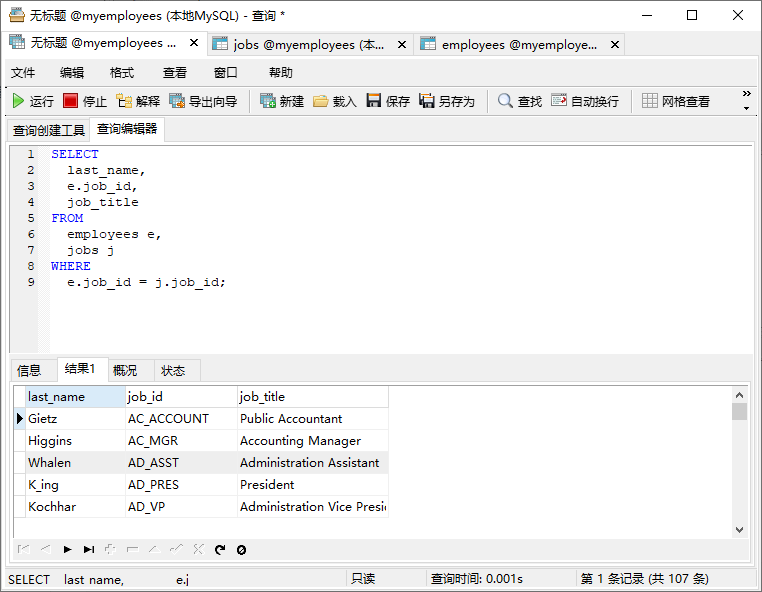 无标题 @myemployees (本地MySQL) - 查询 *
无标题 @myemployees ... jobs @myemployees (本... employees @myemploye...
文件 编辑 格式 查看 窗口 帮助
运行 停止 解释 导出向导 新建 载入 保存 另存为 查找 自动换行 网格查看
查询创建工具 查询编辑器
1 SELECT
2 last_name,
3 e.job_id,
4 job_title
5 FROM
6 employees e,
7 jobs j
8 WHERE
9 e.job_id = j.job_id;
信息 结果1 概况 状态
last_name job_id job_title
Gietz AC_ACCOUNT Public Accountant
Higgins AC_MGR Accounting Manager
Whalen AD_ASST Administration Assistant
K_ing AD_PRES President
Kochhar AD_VP Administration Vice Presi
SELECT last name, e.j 只读 查询时间: 0.001s 第 1 条记录 (共 107 条)